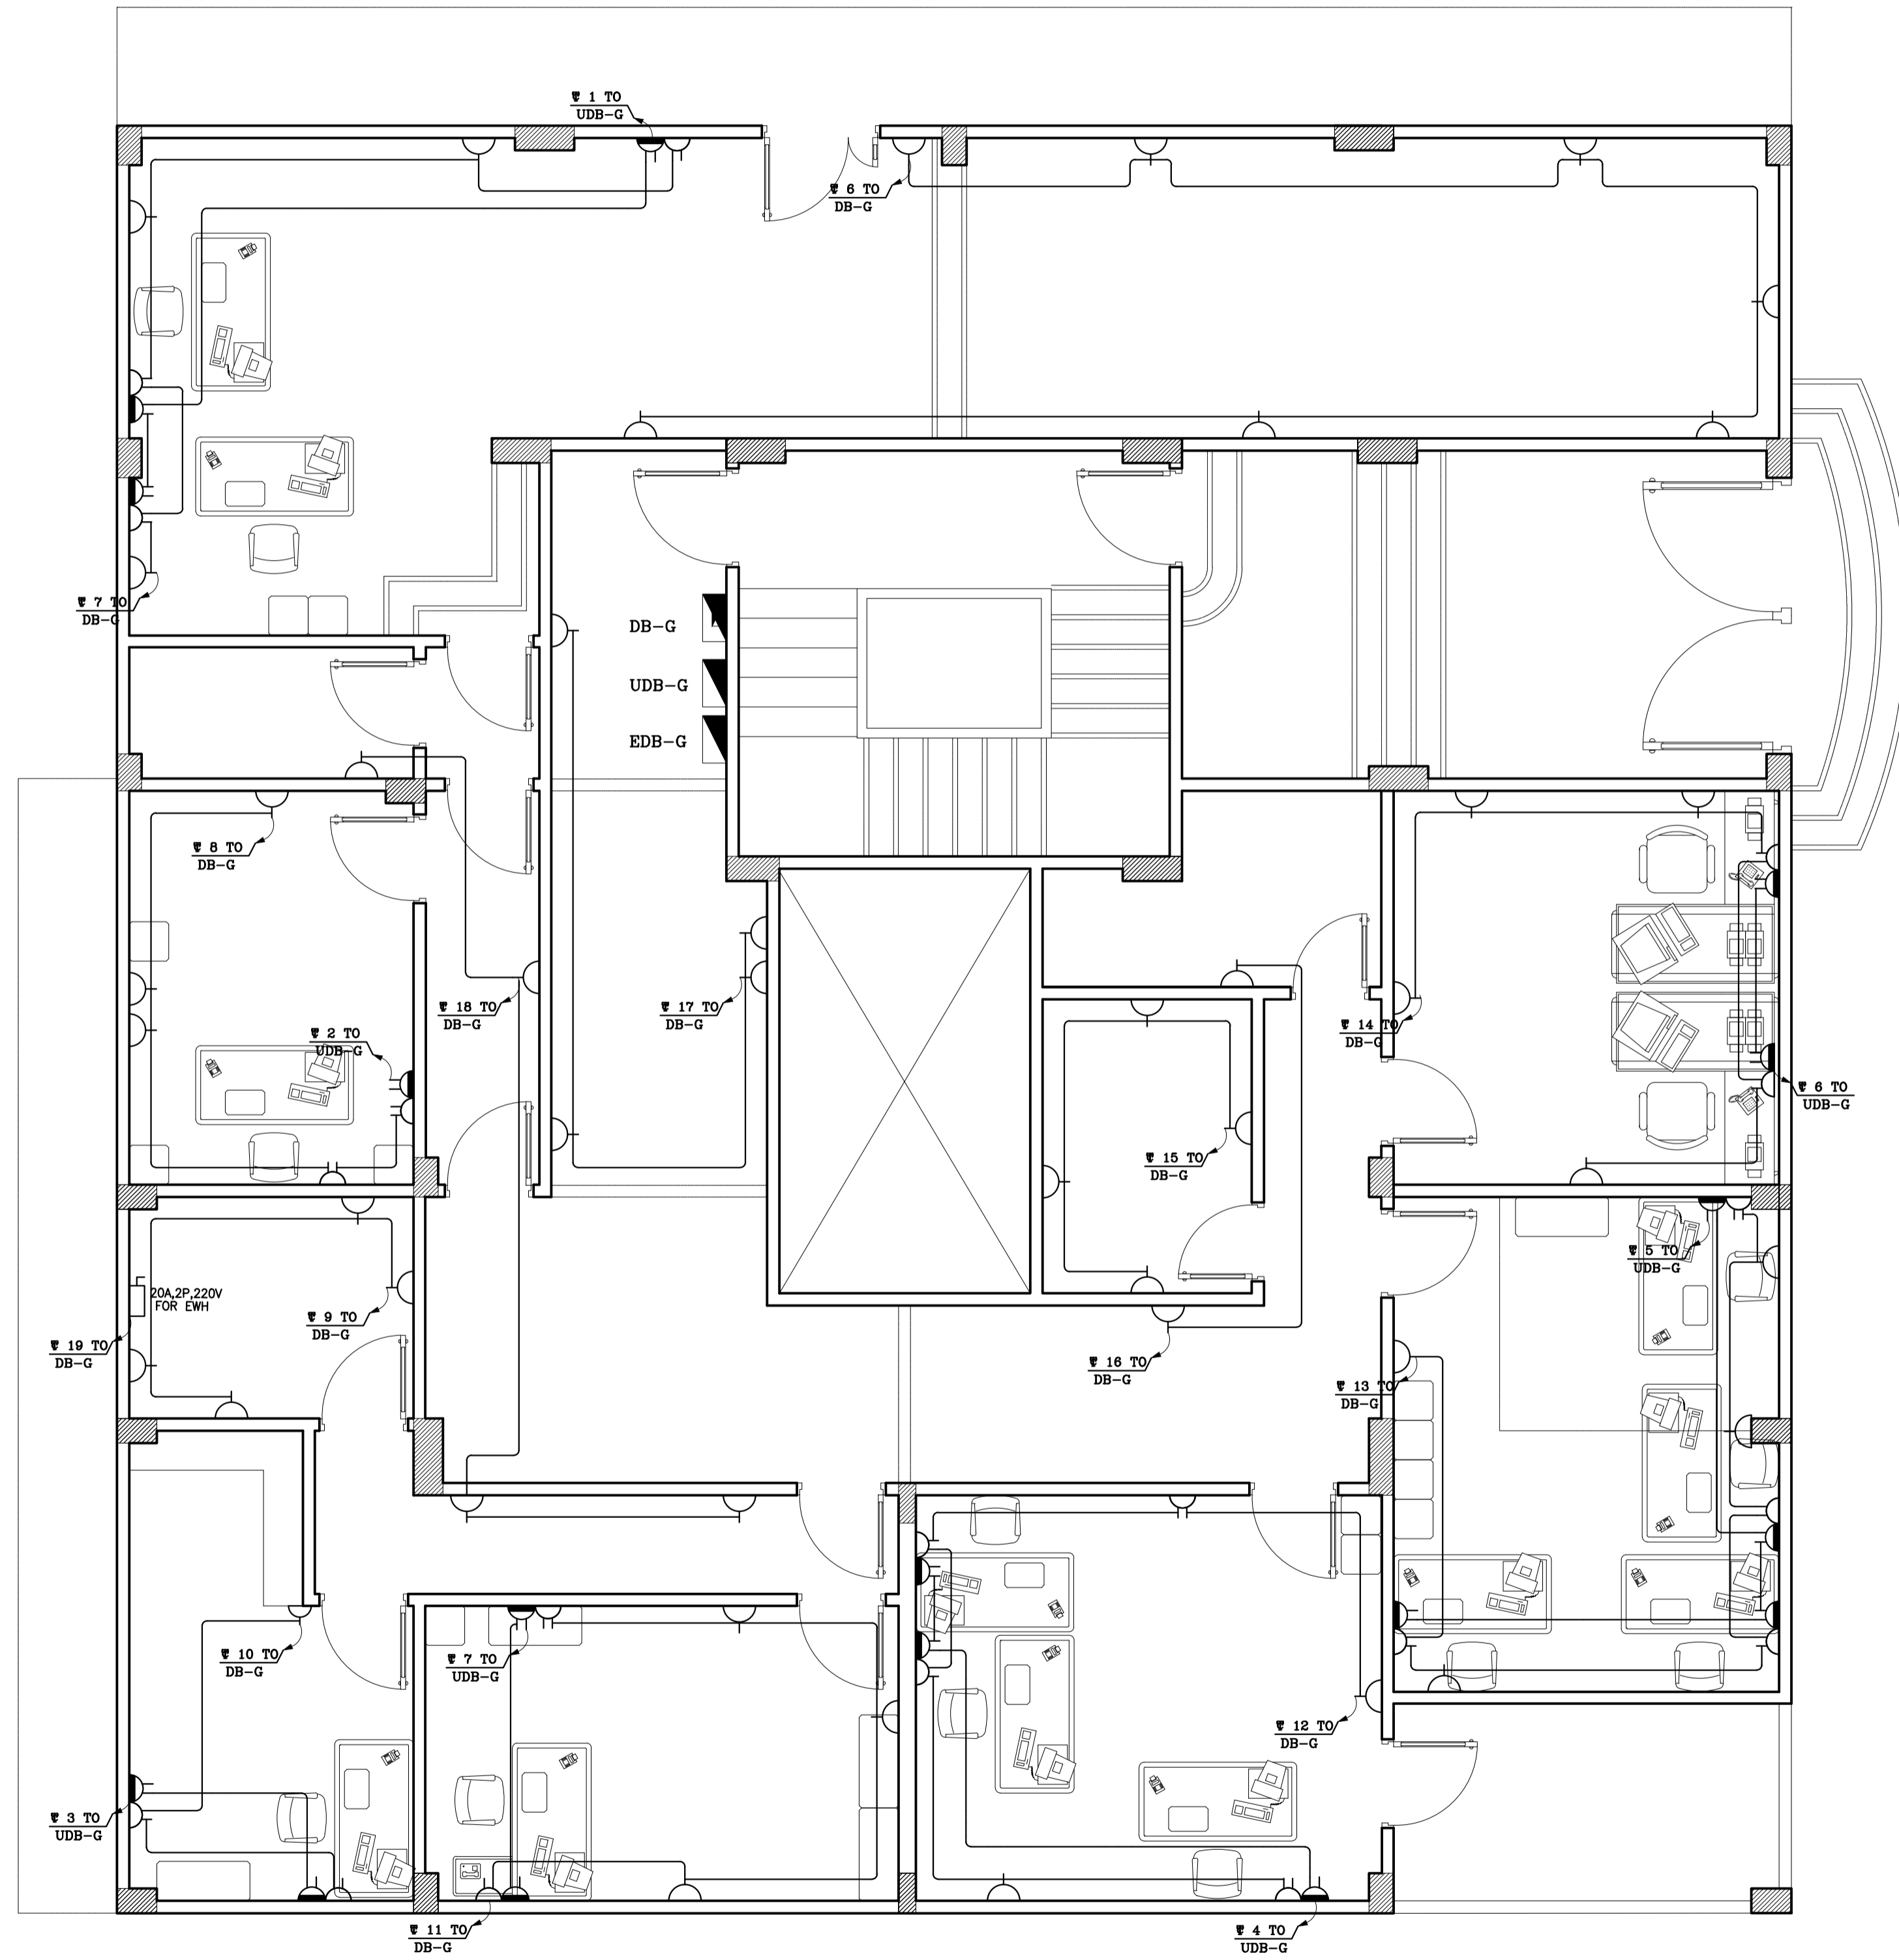 ₠ 1 TO
UDB-G
₠ 6 TO
DB-G
₠ 7 TO
DB-G
DB-G
UDB-G
EDB-G
₠ 8 TO
DB-G
₠ 18 TO
DB-G
₠ 17 TO
DB-G
₠ 14 TO
DB-G
₠ 2 TO
UDB-G
₠ 6 TO
UDB-G
₠ 15 TO
DB-G
₠ 5 TO
UDB-G
20A,2P,220V
FOR EWH
₠ 9 TO
DB-G
₠ 19 TO
DB-G
₠ 16 TO
DB-G
₠ 13 TO
DB-G
₠ 10 TO
DB-G
₠ 7 TO
UDB-G
₠ 12 TO
DB-G
₠ 3 TO
UDB-G
₠ 11 TO
DB-G
₠ 4 TO
UDB-G